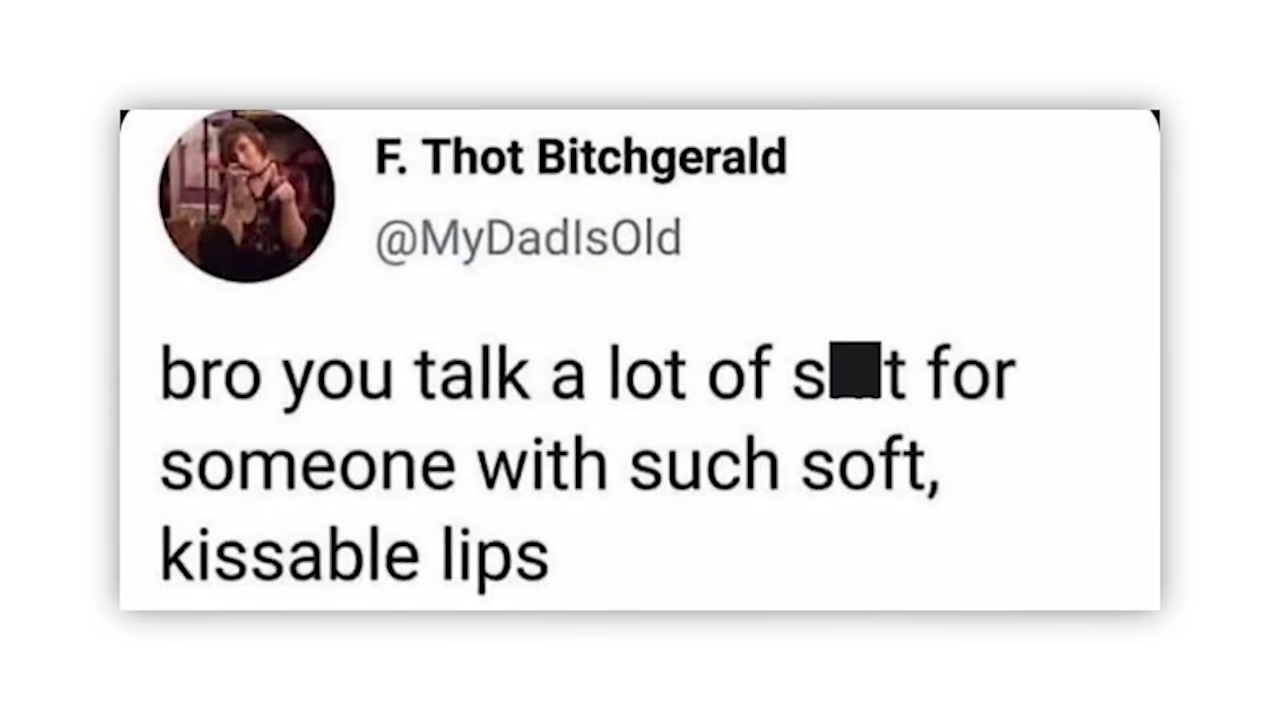 F. Thot Bitchgerald
@MyDadIsOld
bro you talk a lot of s■t for
someone with such soft,
kissable lips